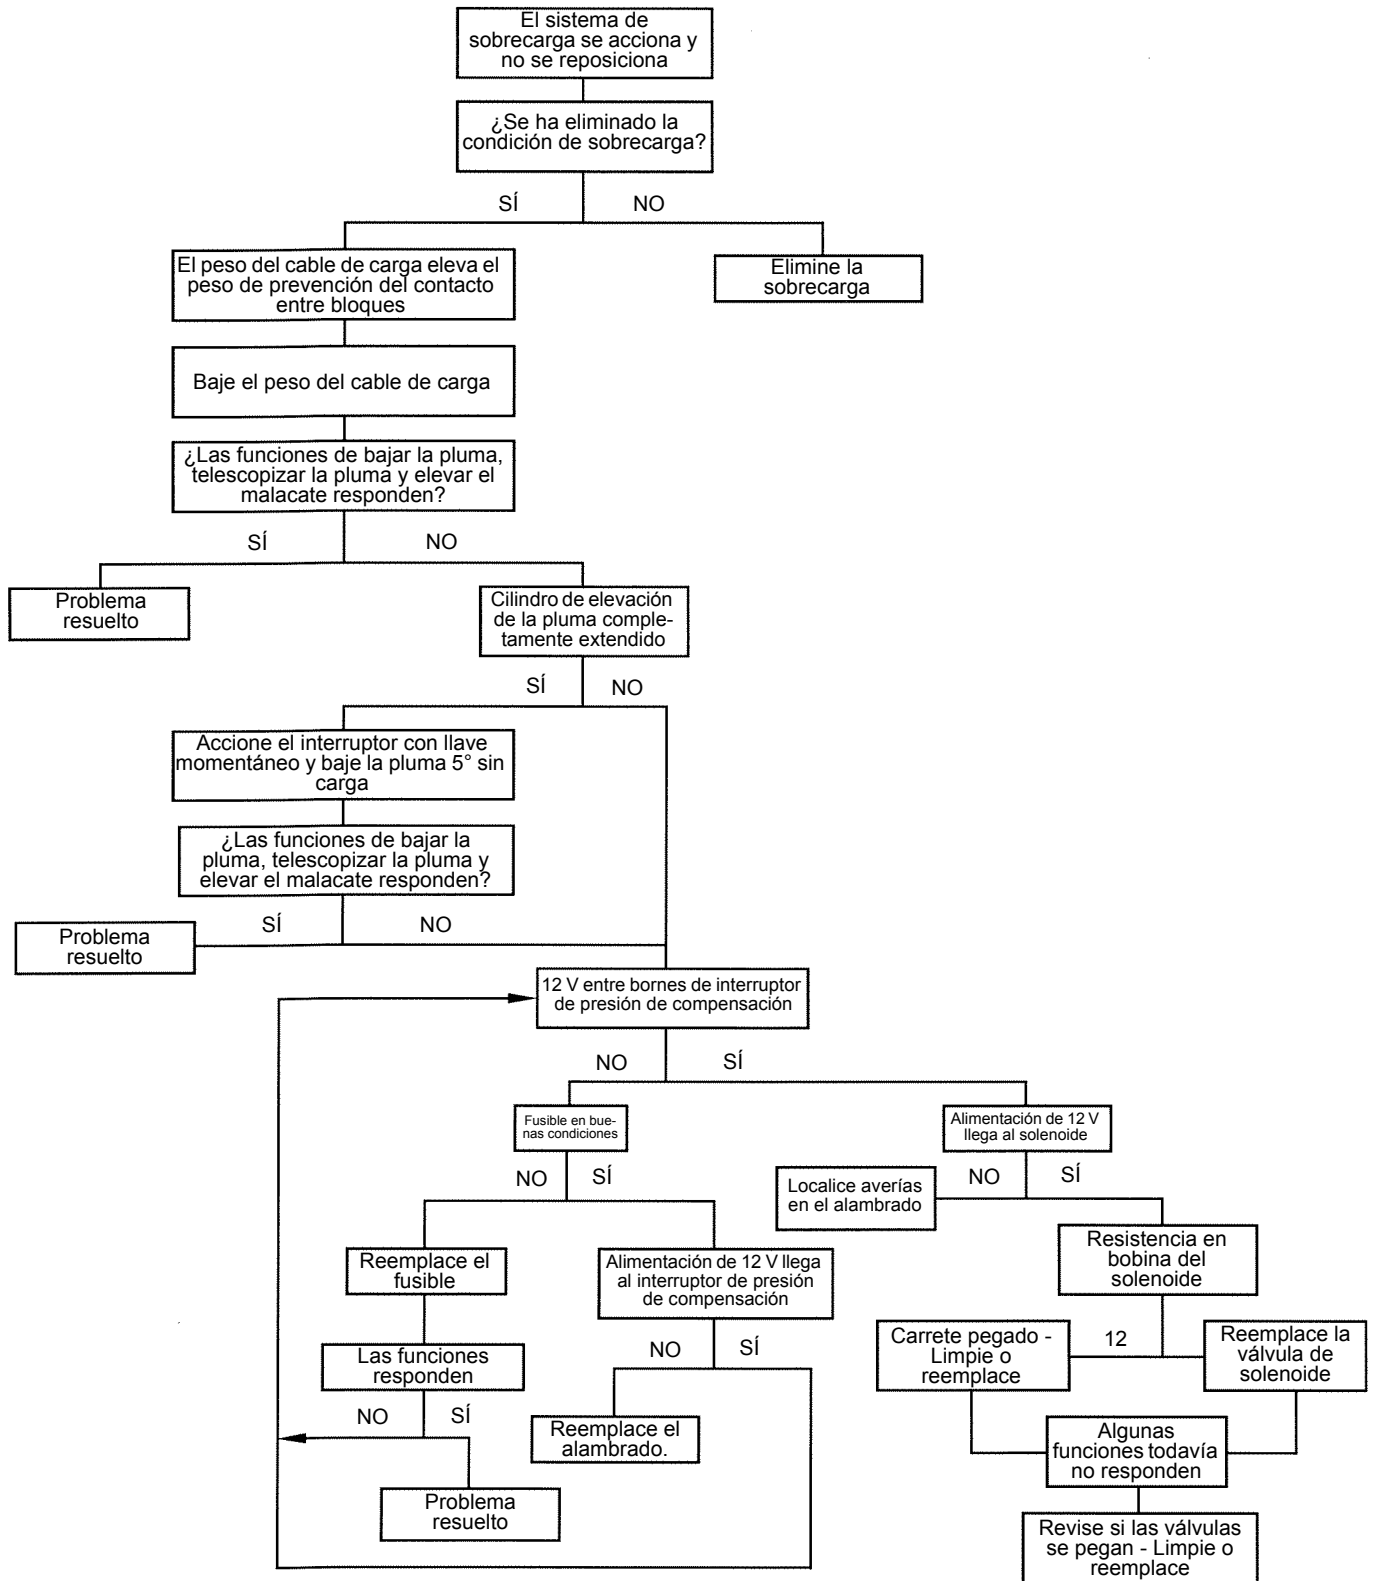 El sistema de
sobrecarga se acciona y
no se reposiciona
¿Se ha eliminado la
condición de sobrecarga?
SÍ
NO
El peso del cable de carga eleva el
peso de prevención del contacto
entre bloques
Elimine la
sobrecarga
Baje el peso del cable de carga
¿Las funciones de bajar la pluma,
telescopizar la pluma y elevar el
malacate responden?
SÍ
NO
Problema
resuelto
Cilindro de elevación
de la pluma comple-
tamente extendido
SÍ
NO
Accione el interruptor con llave
momentáneo y baje la pluma 5° sin
carga
¿Las funciones de bajar la
pluma, telescopizar la pluma y
elevar el malacate responden?
SÍ
NO
Problema
resuelto
12 V entre bornes de interruptor
de presión de compensación
NO
SÍ
Fusible en bue-
nas condiciones
Alimentación de 12 V
llega al solenoide
NO
SÍ
NO
SÍ
Localice averías
en el alambrado
Reemplace el
fusible
Alimentación de 12 V llega
al interruptor de presión
de compensación
Resistencia en
bobina del
solenoide
Las funciones
responden
NO
SÍ
Carrete pegado -
Limpie o
reemplace
12
Reemplace la
válvula de
solenoide
NO
SÍ
Reemplace el
alambrado.
Algunas
funciones todavía
no responden
Problema
resuelto
Revise si las válvulas
se pegan - Limpie o
reemplace